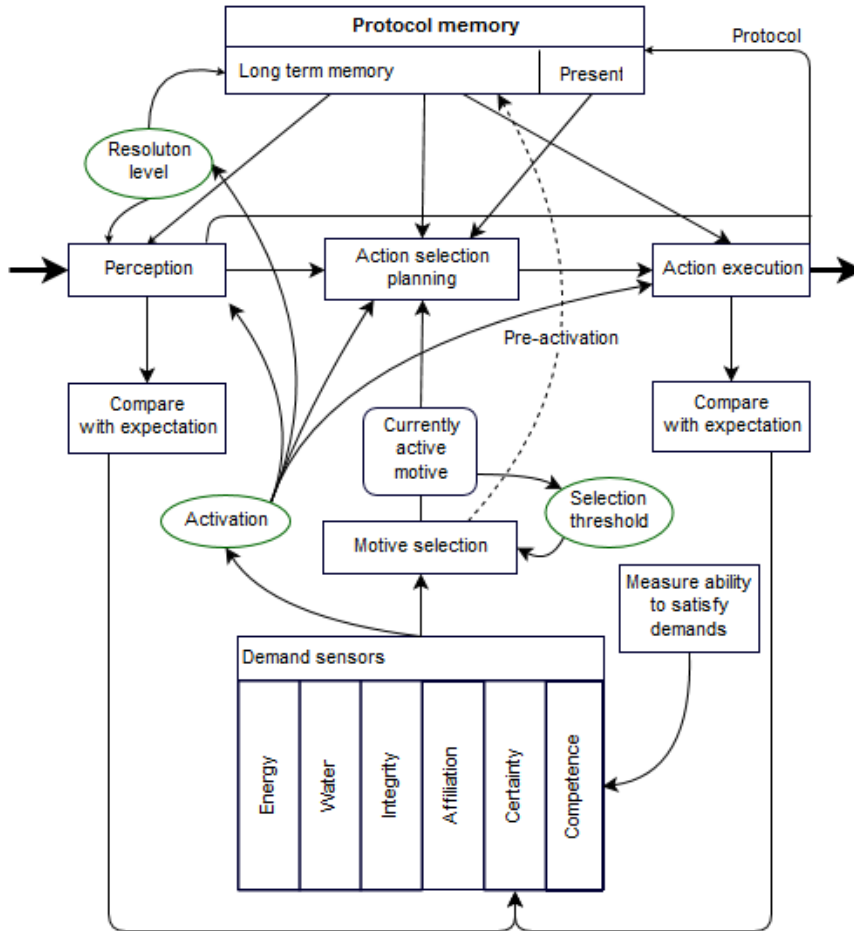 Protocol memory
Long term memory
Present
Protocol
Resoluton
level
Perception
Action selection
planning
Action execution
Pre-activation
Compare
with expectation
Currently
active
motive
Compare
with expectation
Activation
Selection
threshold
Motive selection
Measure ability
to satisfy
demands
Demand sensors
Energy
Water
Integrity
Affiliation
Certainty
Competence